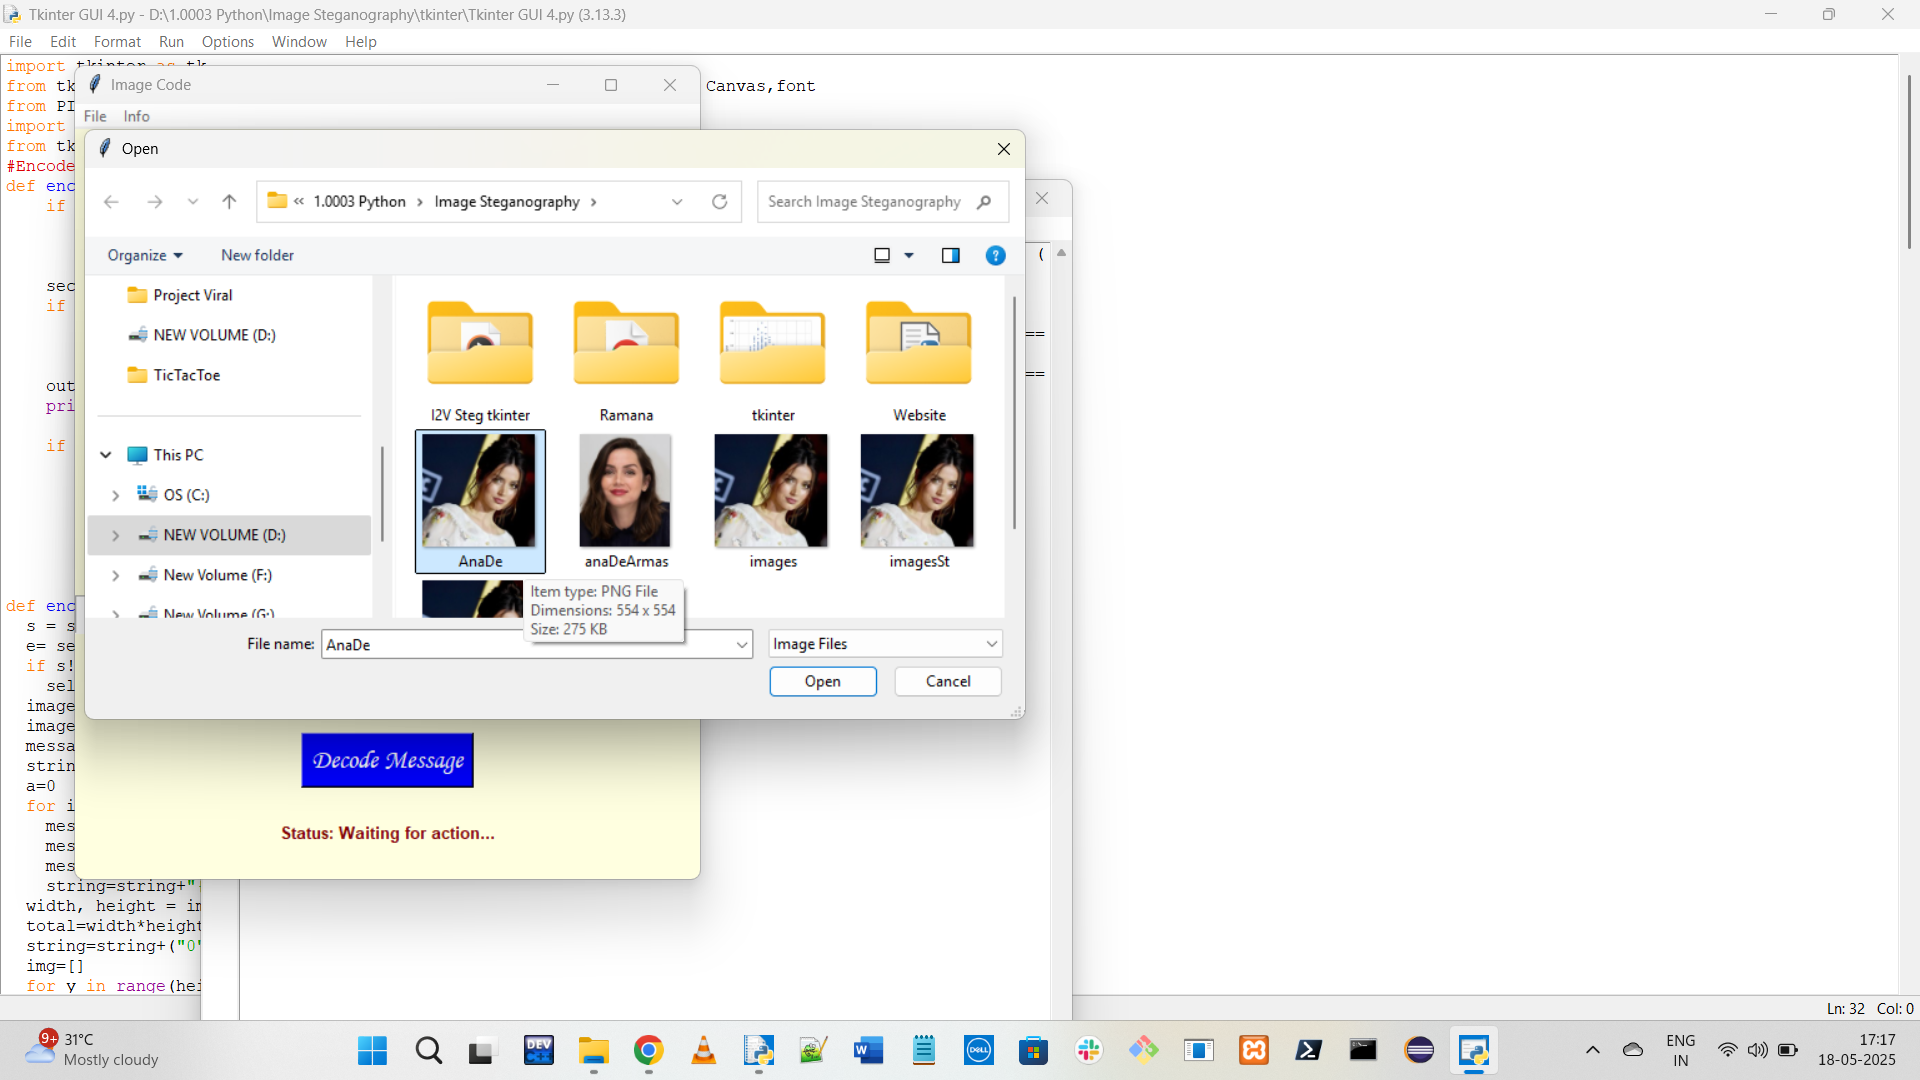 Tkinter GUI 4.py - D:\1.0003 Python\Image Steganography\tkinter\Tkinter GUI 4.py (3.13.3)
File Edit Format Run Options Window Help
import tkinter as tk
from tk Canvas,font
from PI
import
from tk
#Encode
def enc
if
sec
if
out
pri
if
def enc
s = s
e= se
if s!
sel
image
image
messa
strin
a=0
for i
mes
mes
mes
string=string+"
width, height = im
total=width*height
string=string+("0"
img=[]
for y in range(hei
Image Code
File Info
Open
« 1.0003 Python › Image Steganography ›
Search Image Steganography
Organize New folder
Project Viral
NEW VOLUME (D:)
TicTacToe
This PC
OS (C:)
NEW VOLUME (D:)
New Volume (F:)
New Volume (G:)
I2V Steg tkinter Ramana tkinter Website
AnaDe anaDeArmas images imagesSt
Item type: PNG File
Dimensions: 554 x 554
Size: 275 KB
File name: AnaDe
Image Files
Open Cancel
(
==
==
Decode Message
Status: Waiting for action...
Ln: 32 Col: 0
9+
31°C
Mostly cloudy
DEV
C++
DELL
ENG
IN
17:17
18-05-2025